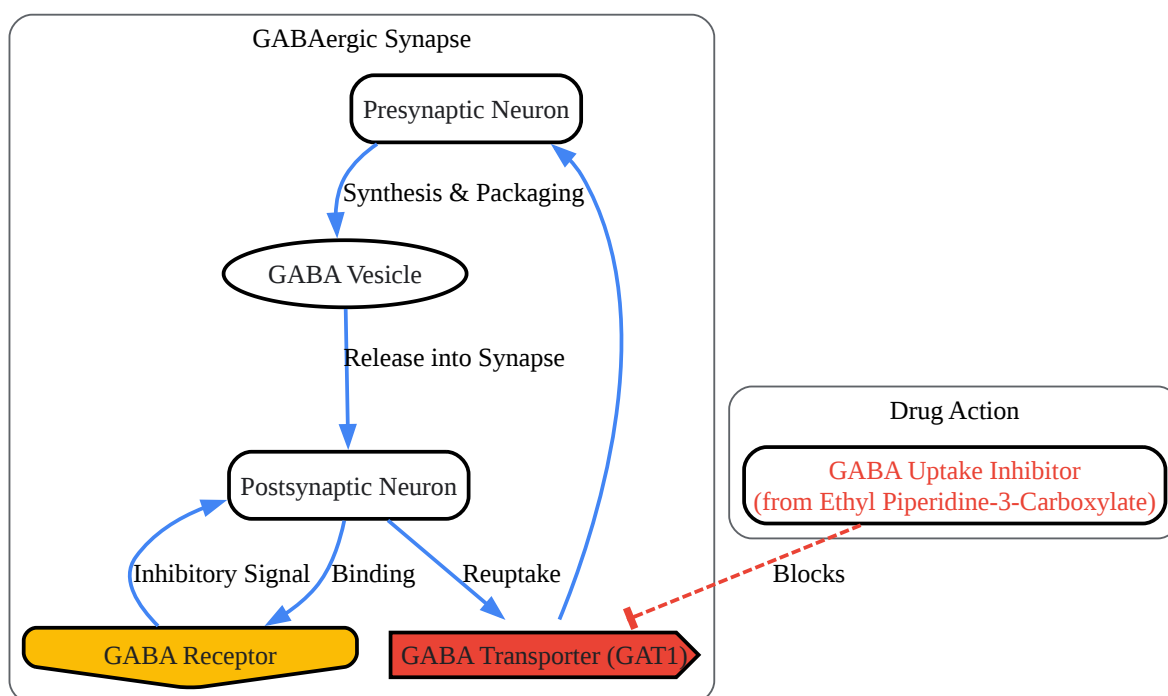 GABAergic Synapse
Presynaptic Neuron
Synthesis & Packaging
GABA Vesicle
Release into Synapse
Drug Action
GABA Uptake Inhibitor
(from Ethyl Piperidine-3-Carboxylate)
Postsynaptic Neuron
Inhibitory Signal
Binding
Reuptake
Blocks
GABA Receptor
GABA Transporter (GAT1)